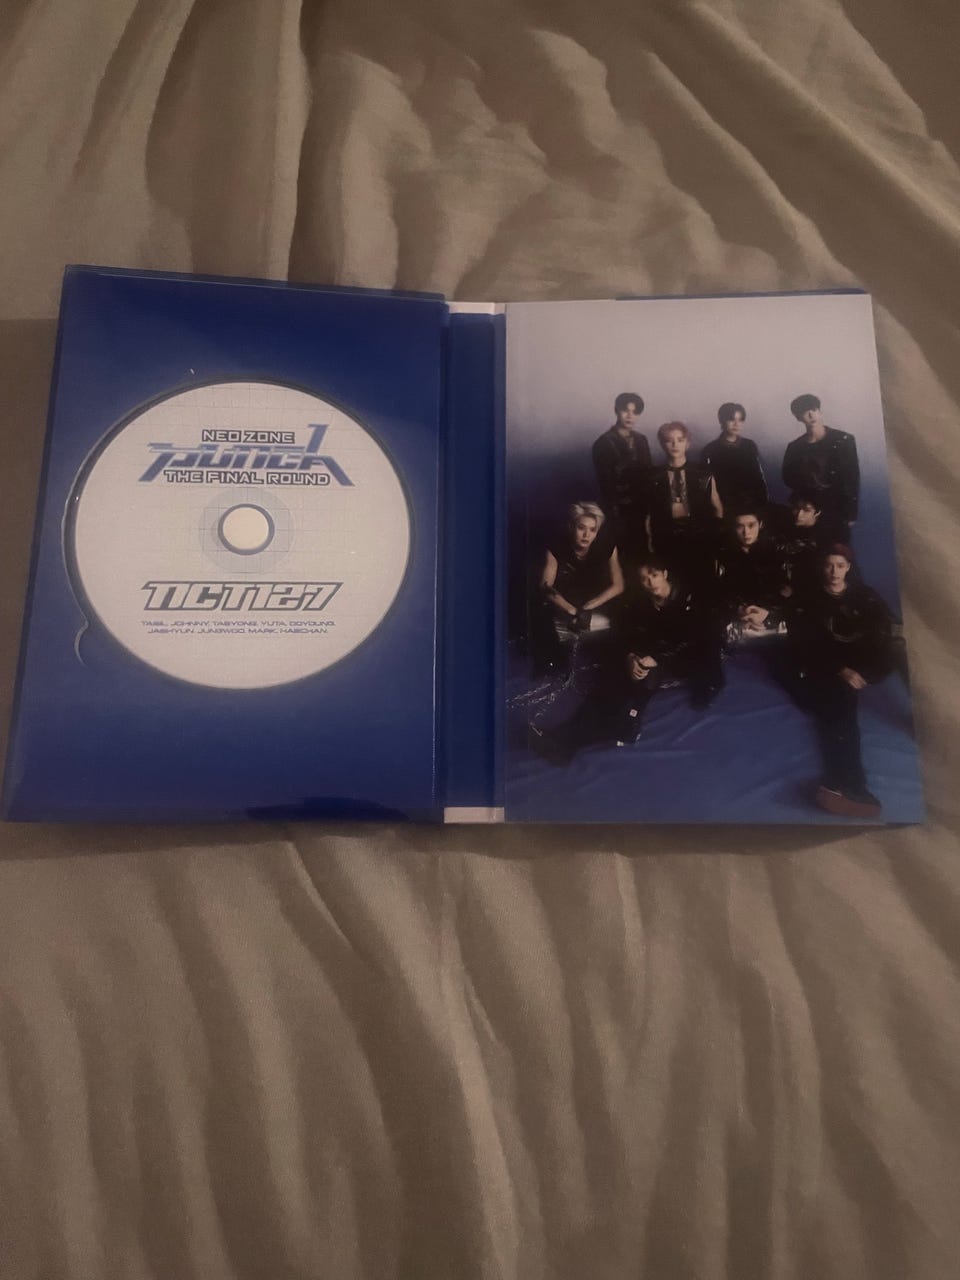 NEO ZONE
PUNCH
THE FINAL ROUND
NCT127
TAEIL, JOHNNY, TAEYONG, YUTA, DOYOUNG,
JAEHYUN, JUNGWOO, MARK, HAECHAN.